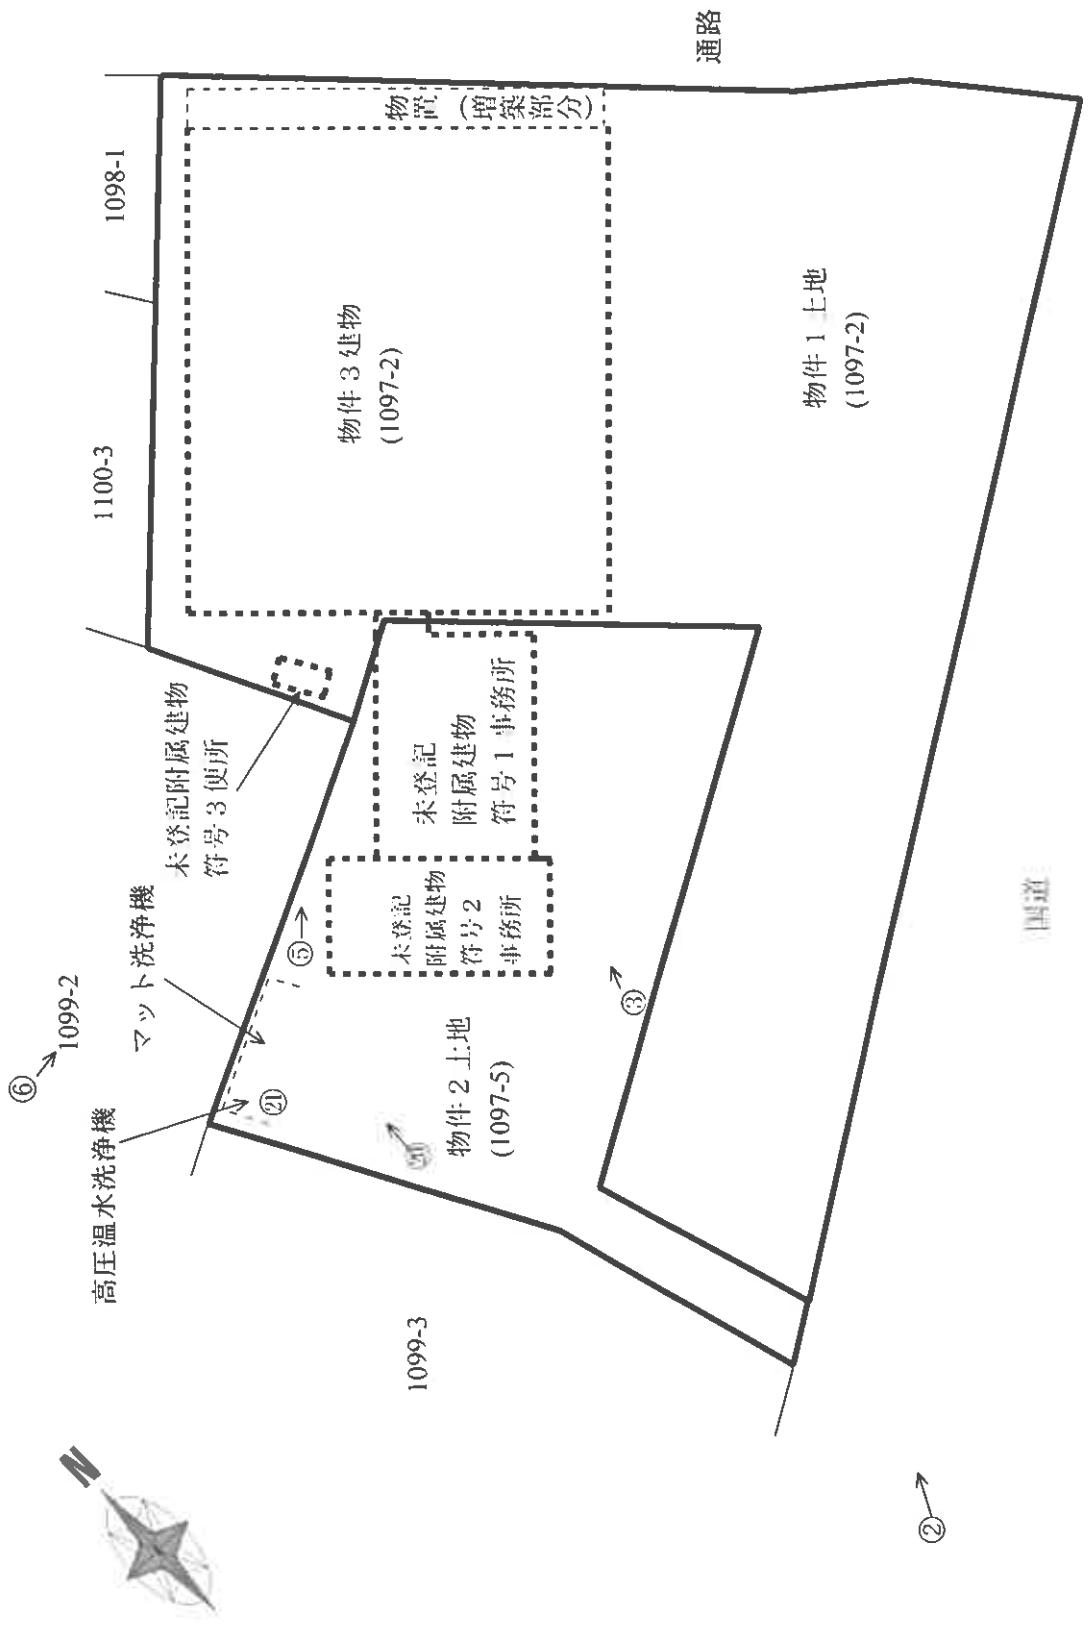 通路
物置（増築部分）
1098-1
1100-3
物件３建物
(1097-2)
物件１土地
(1097-2)
未登記附属建物
符号３便所
未登記
附属建物
符号１事務所
未登記
附属建物
符号２
事務所
マット洗浄機
高圧温水洗浄機
1099-2
⑥
⑤
③
㉑
⑳
物件２土地
(1097-5)
国道
1099-3
②
N